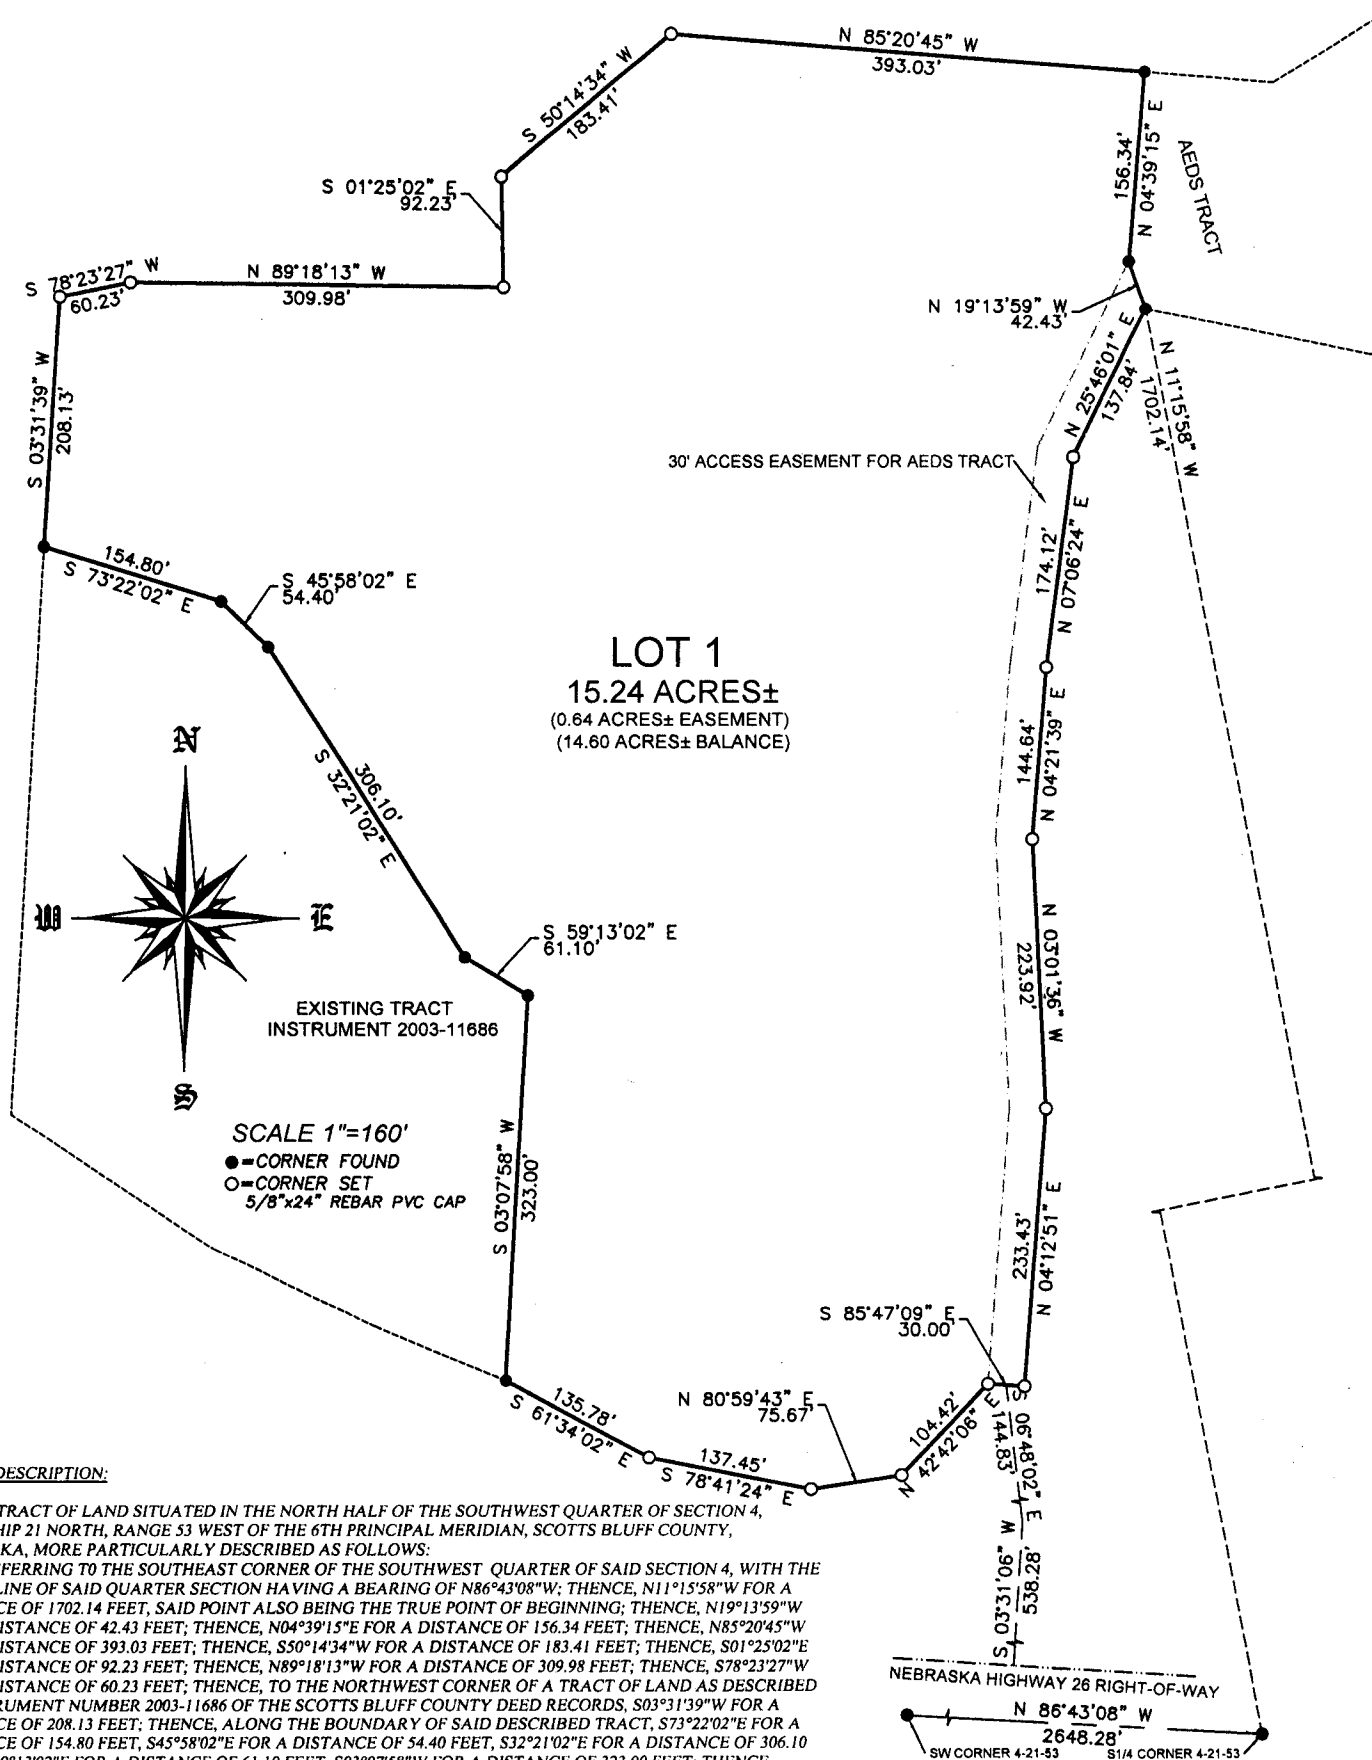 N 85°20'45" W
393.03'
S 50°14'34" W
183.41'
156.34'
N 04°39'15" E
AEDS TRACT
S 01°25'02" E
92.23'
S 78°23'27" W
60.23'
N 89°18'13" W
309.98'
N 19°13'59" W
42.43'
S 03°31'39" W
208.13'
N 25°46'01" E
137.84'
N 11°15'58" W
1702.14'
30' ACCESS EASEMENT FOR AEDS TRACT
154.80'
S 73°22'02" E
S 45°58'02" E
54.40'
174.12'
N 07°06'24" E
LOT 1
15.24 ACRES±
(0.64 ACRES± EASEMENT)
(14.60 ACRES± BALANCE)
144.64'
N 04°21'39" E
306.10'
S 32°21'02" E
N
W
E
S
S 59°13'02" E
61.10'
223.92'
N 03°01'36" W
EXISTING TRACT
INSTRUMENT 2003-11686
SCALE 1"=160'
●=CORNER FOUND
○=CORNER SET
5/8"x24" REBAR PVC CAP
S 03°07'58" W
323.00'
233.43'
N 04°12'51" E
S 85°47'09" E
30.00'
135.78'
S 61°34'02" E
N 80°59'43" E
75.67'
104.42'
N 42°42'06" E
137.45'
S 78°41'24" E
S 06°48'02" E
144.83'
S 03°31'06" W
538.28'
NEBRASKA HIGHWAY 26 RIGHT-OF-WAY
N 86°43'08" W
2648.28'
SW CORNER 4-21-53
S1/4 CORNER 4-21-53
DESCRIPTION:
TRACT OF LAND SITUATED IN THE NORTH HALF OF THE SOUTHWEST QUARTER OF SECTION 4,
HIP 21 NORTH, RANGE 53 WEST OF THE 6TH PRINCIPAL MERIDIAN, SCOTTS BLUFF COUNTY,
KA, MORE PARTICULARLY DESCRIBED AS FOLLOWS:
FERRING TO THE SOUTHEAST CORNER OF THE SOUTHWEST QUARTER OF SAID SECTION 4, WITH THE
LINE OF SAID QUARTER SECTION HAVING A BEARING OF N86°43'08"W; THENCE, N11°15'58"W FOR A
CE OF 1702.14 FEET, SAID POINT ALSO BEING THE TRUE POINT OF BEGINNING; THENCE, N19°13'59"W
ISTANCE OF 42.43 FEET; THENCE, N04°39'15"E FOR A DISTANCE OF 156.34 FEET; THENCE, N85°20'45"W
ISTANCE OF 393.03 FEET; THENCE, S50°14'34"W FOR A DISTANCE OF 183.41 FEET; THENCE, S01°25'02"E
ISTANCE OF 92.23 FEET; THENCE, N89°18'13"W FOR A DISTANCE OF 309.98 FEET; THENCE, S78°23'27"W
ISTANCE OF 60.23 FEET; THENCE, TO THE NORTHWEST CORNER OF A TRACT OF LAND AS DESCRIBED
RUMENT NUMBER 2003-11686 OF THE SCOTTS BLUFF COUNTY DEED RECORDS, S03°31'39"W FOR A
CE OF 208.13 FEET; THENCE, ALONG THE BOUNDARY OF SAID DESCRIBED TRACT, S73°22'02"E FOR A
CE OF 154.80 FEET, S45°58'02"E FOR A DISTANCE OF 54.40 FEET, S32°21'02"E FOR A DISTANCE OF 306.10
FOR A DISTANCE OF 61.10 FEET, S03°07'58"W FOR A DISTANCE OF 323.00 FEET; THENCE,